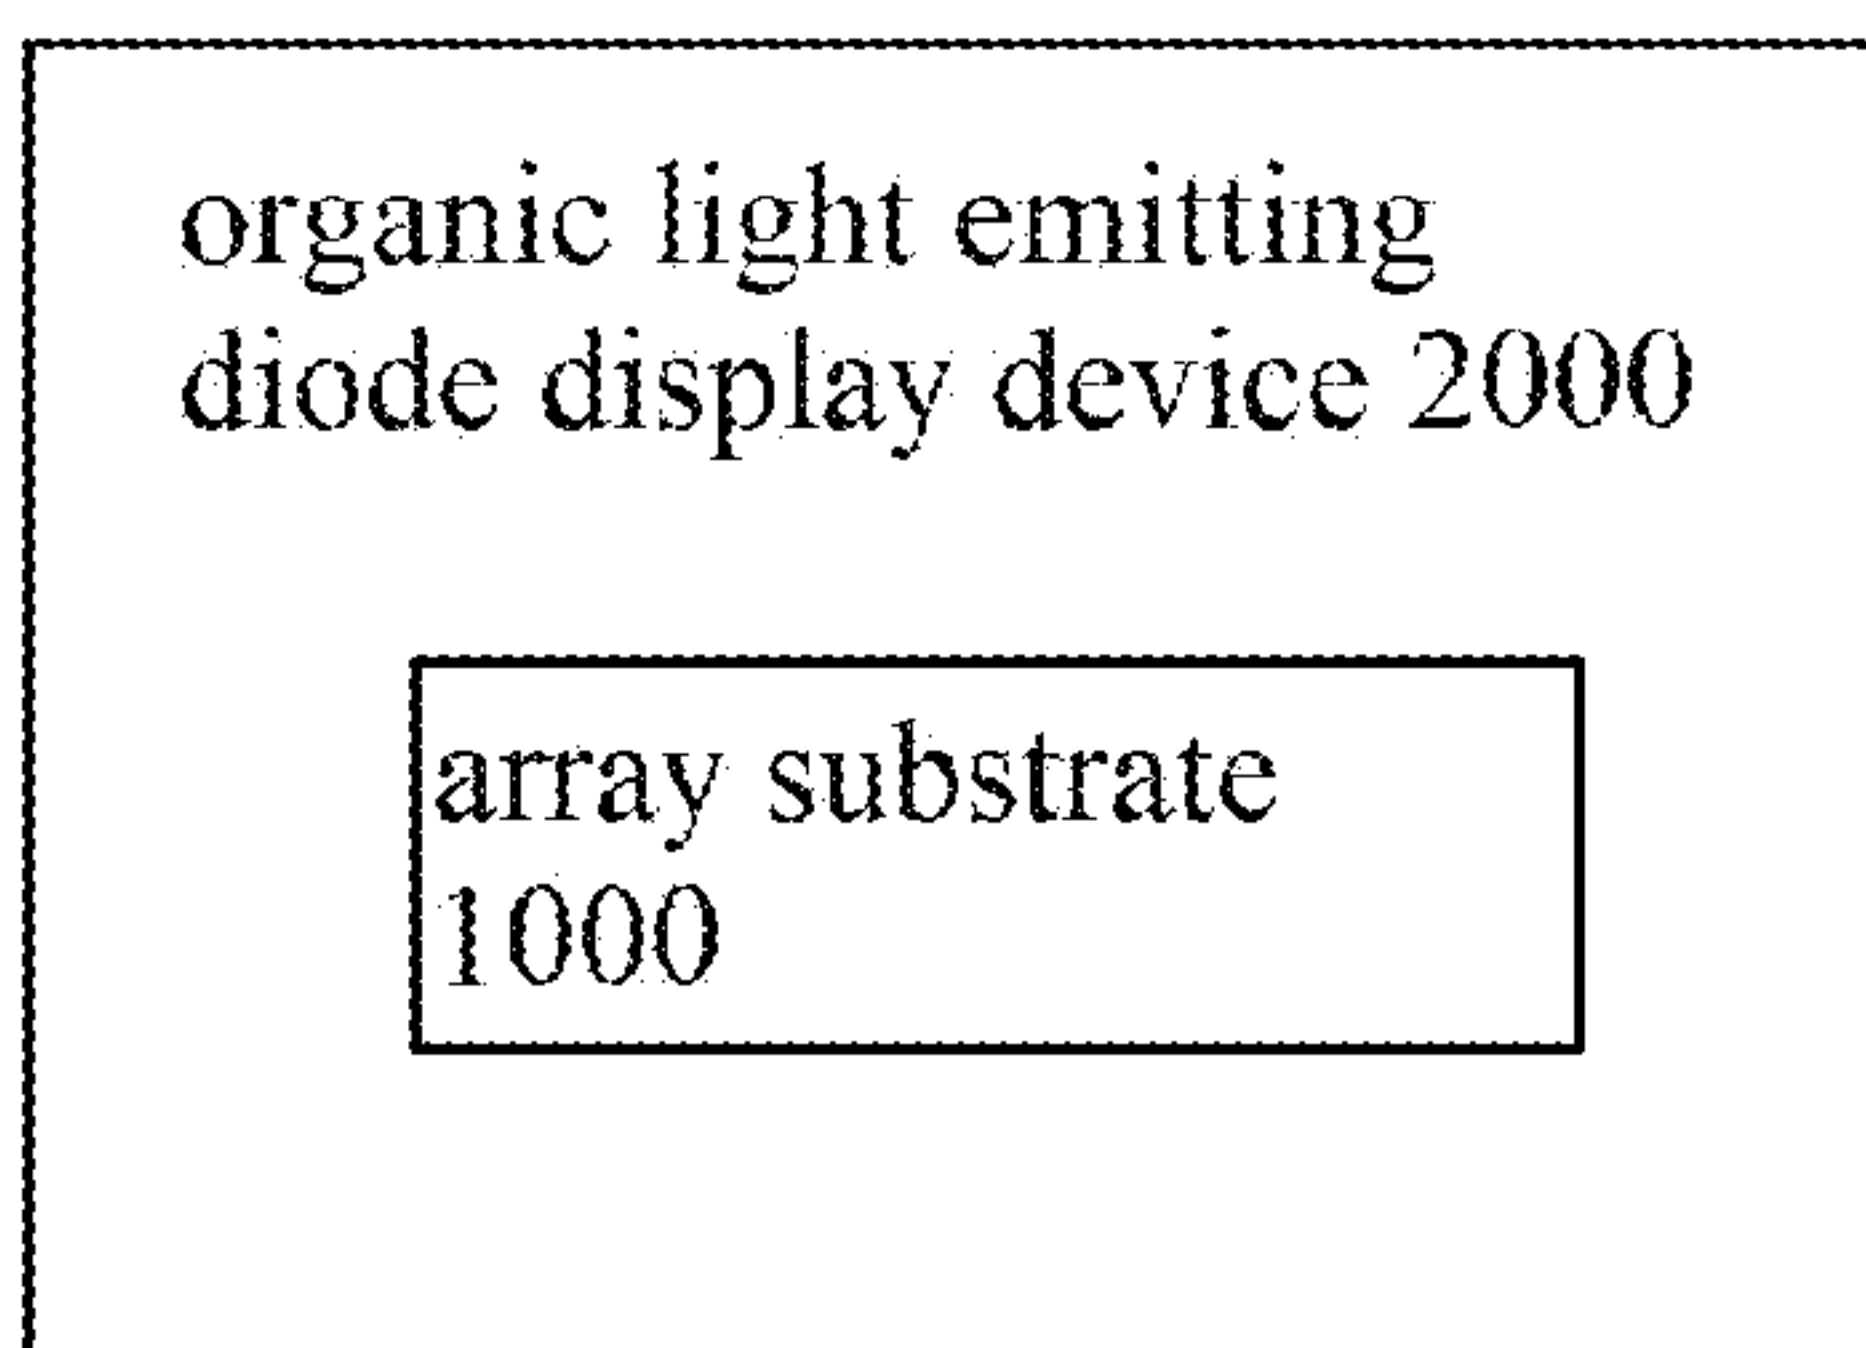 organic light emitting
diode display device 2000
array substrate
1000